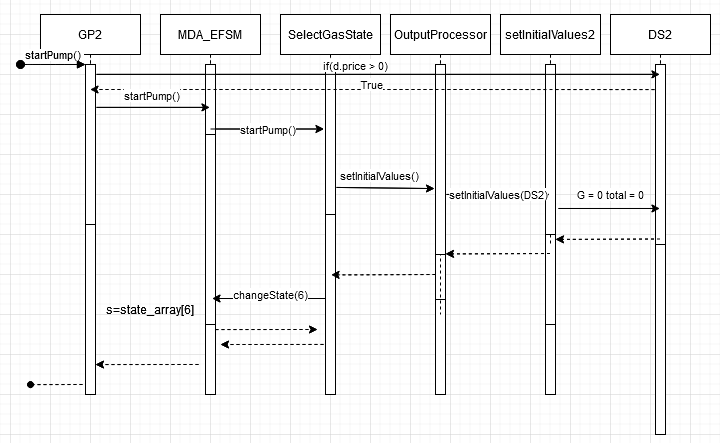 GP2
MDA_EFSM
SelectGasState
OutputProcessor
setInitialValues2
DS2
startPump()
if(d.price > 0)
True
startPump()
startPump()
setInitialValues()
setInitialValues(DS2)
G = 0 total = 0
changeState(6)
s=state_array[6]